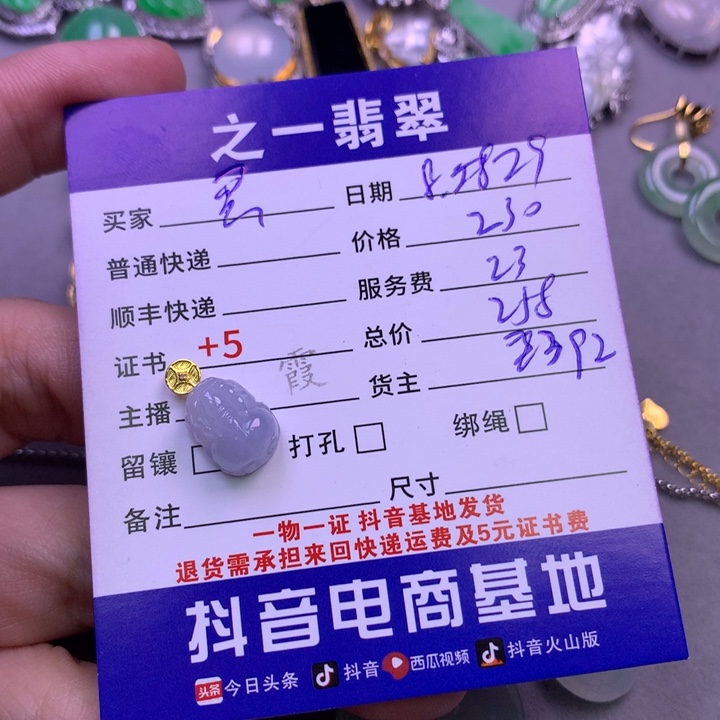 之一翡翠
买家 日期
普通快递 价格 230
顺丰快递 服务费 23
证书 +5 总价 258
主播 霞 货主
留镶 打孔 绑绳
备注 尺寸
一物一证 抖音基地发货
退货需承担来回快递运费及5元证书费
抖音电商基地
头条 今日头条 抖音 西瓜视频 抖音火山版